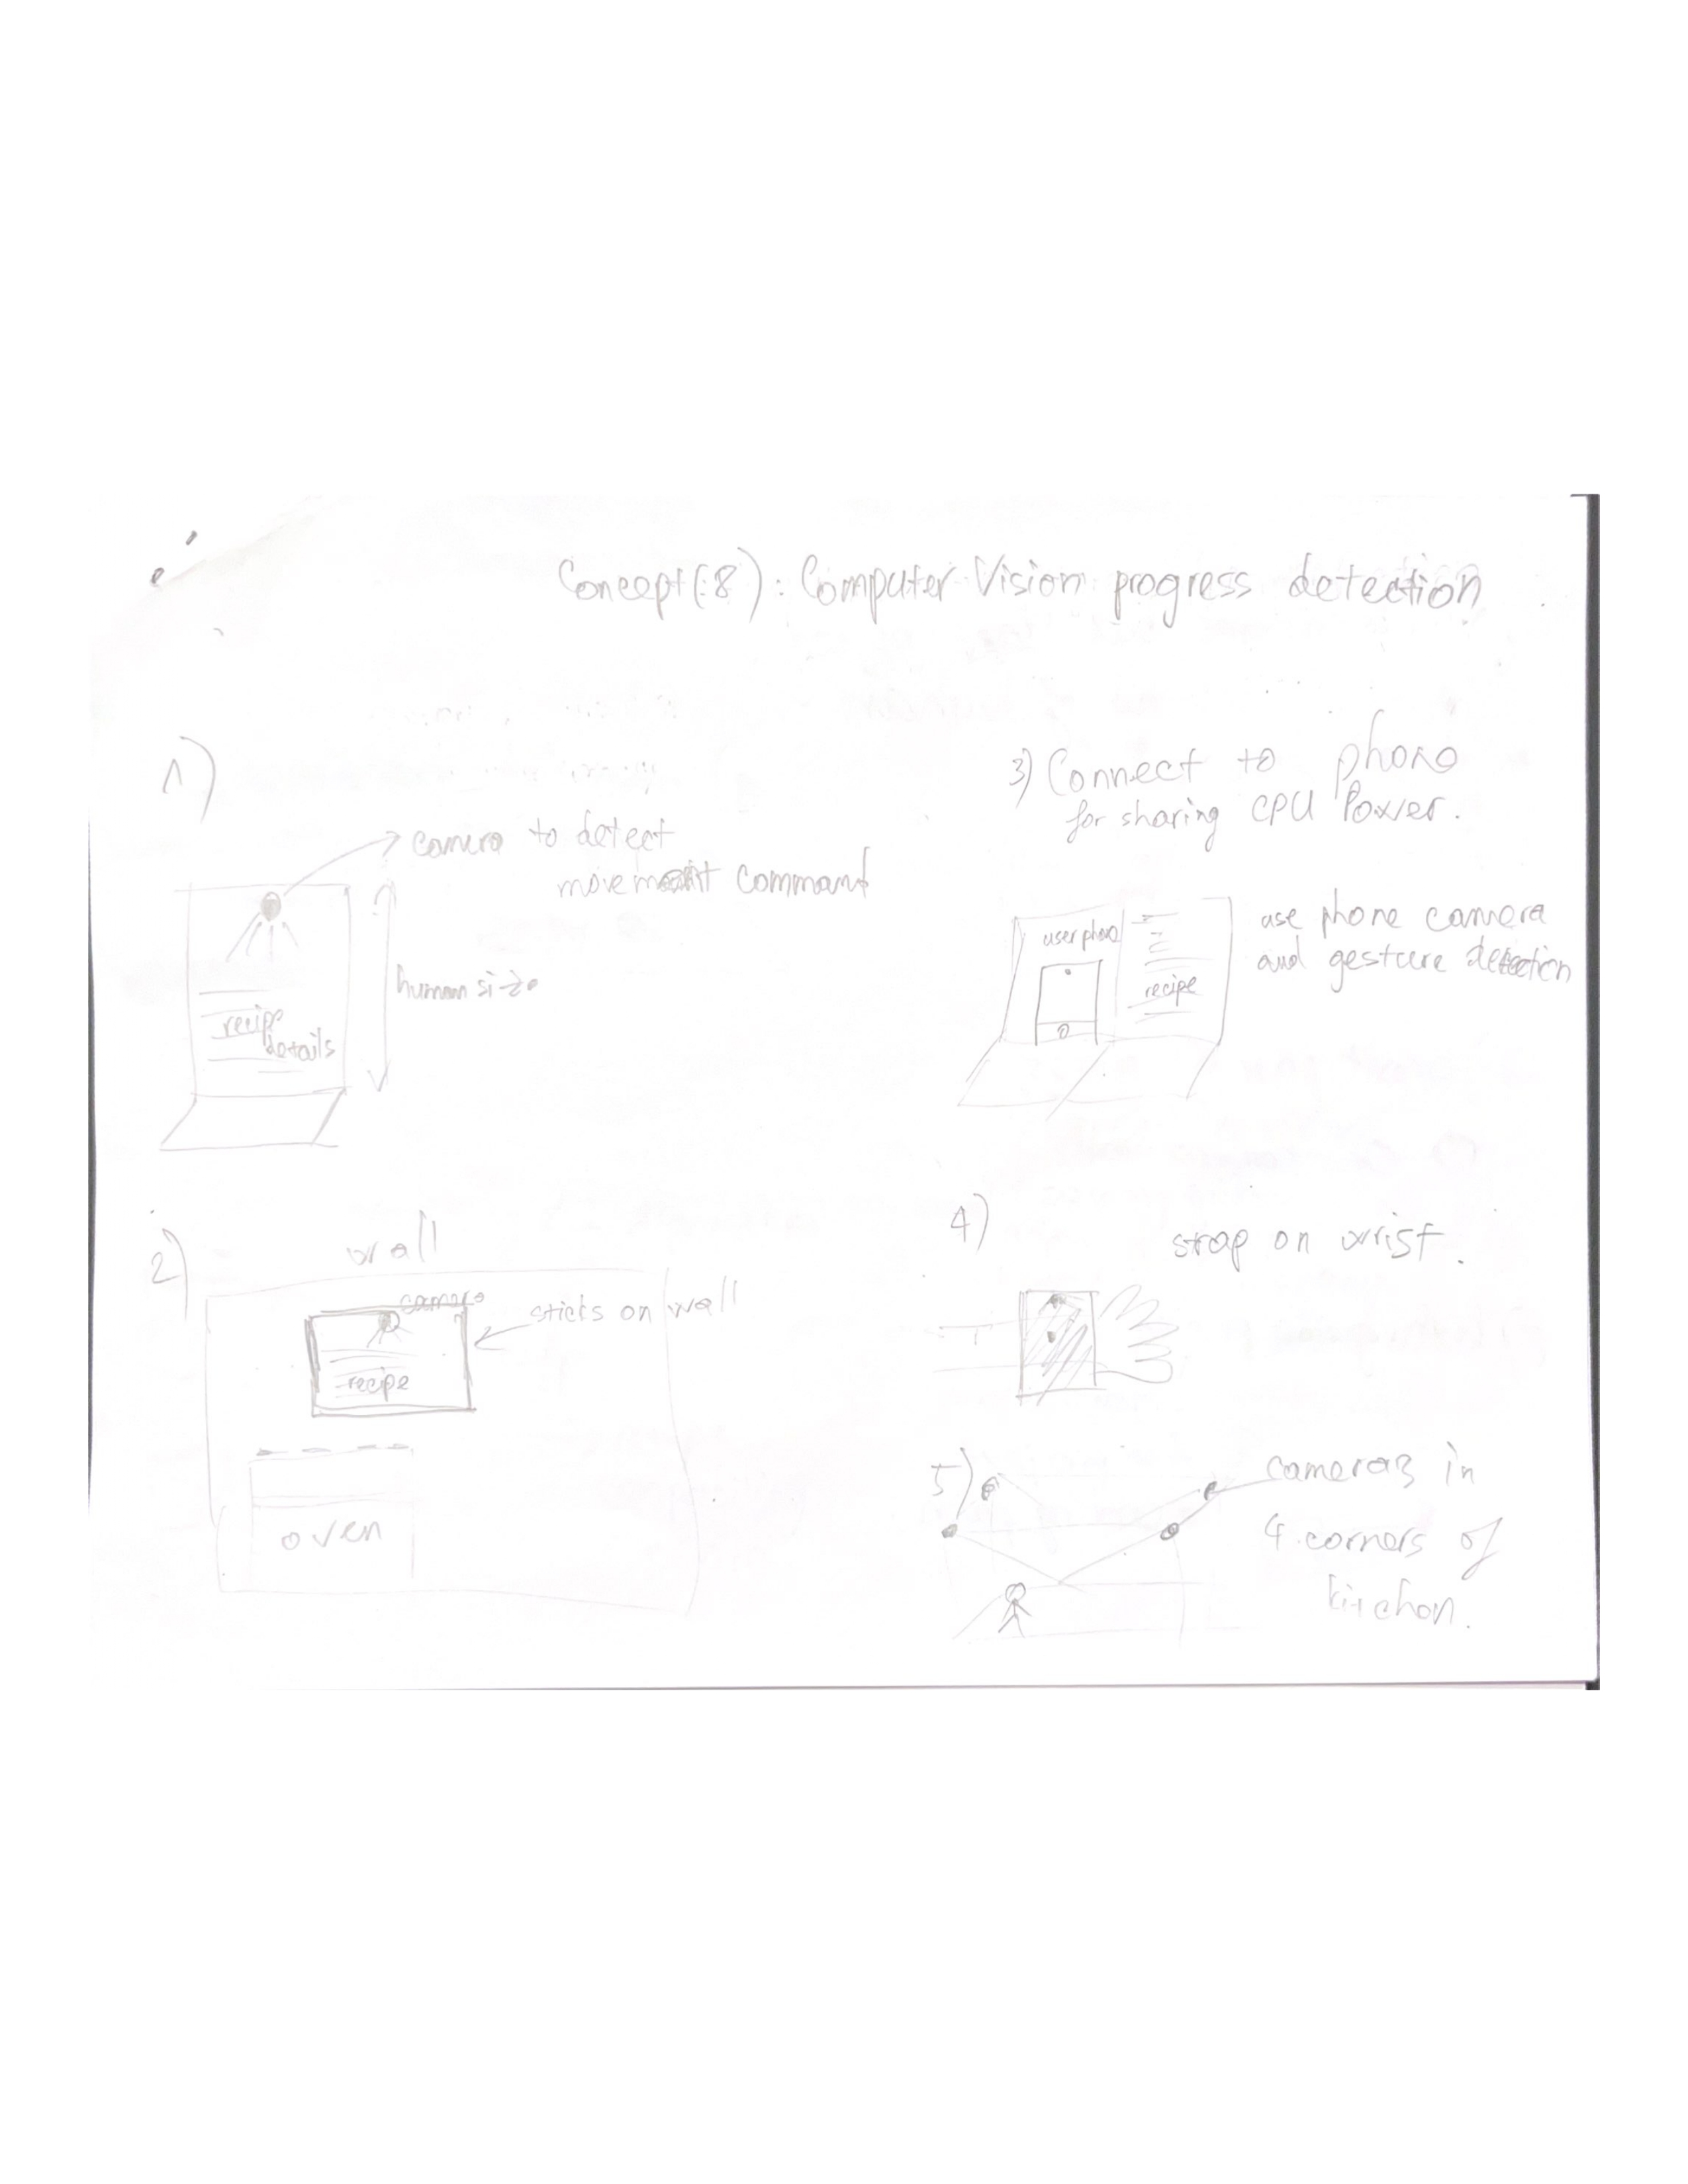 Concept(:8): Computer Vision progress detection
1)
camera to detect
movement command
human size
recipe
details
2)
wall
camera
sticks on wall
recipe
oven
3) Connect to phone
for sharing CPU Power.
user phone
recipe
use phone camera
and gesture detection
4)
strap on wrist.
5)
cameras in
4 corners of
kitchen.